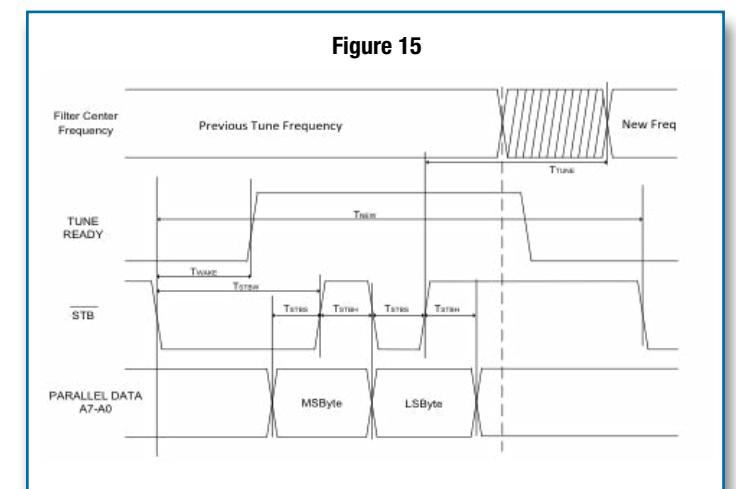 Figure 15
Filter Center
Frequency
Previous Tune Frequency
New Freq
TTUNE
TUNE
READY
TNEW
TWAKE
TSTBW
STB
TSTBS
TSTBH
TSTBS
TSTBH
PARALLEL DATA
A7-A0
MSByte
LSByte